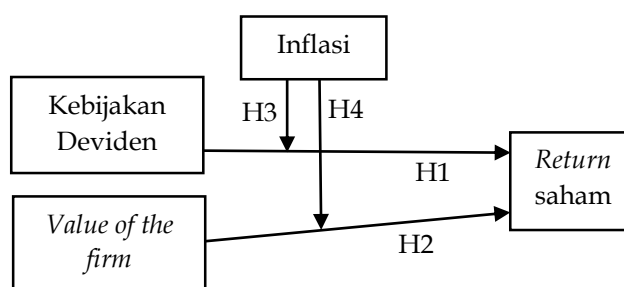 Inflasi
Kebijakan
Deviden
H3
H4
H1
Return
saham
Value of the
firm
H2